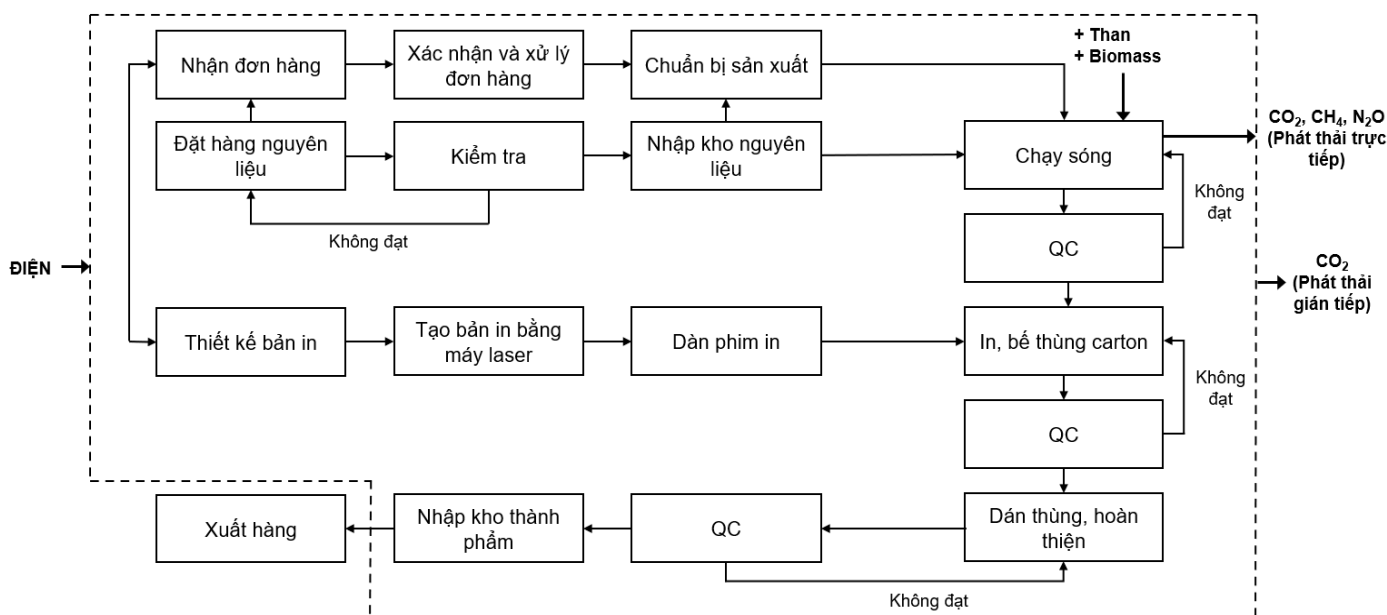 + Than
+ Biomass
Nhận đơn hàng
Xác nhận và xử lý
đơn hàng
Chuẩn bị sản xuất
CO₂, CH₄, N₂O
(Phát thải trực
tiếp)
Đặt hàng nguyên
liệu
Kiểm tra
Nhập kho nguyên
liệu
Chạy sóng
Không
đạt
Không đạt
QC
ĐIỆN
CO₂
(Phát thải
gián tiếp)
Thiết kế bản in
Tạo bản in bằng
máy laser
Dàn phim in
In, bế thùng carton
Không
đạt
QC
Xuất hàng
Nhập kho thành
phẩm
QC
Dán thùng, hoàn
thiện
Không đạt